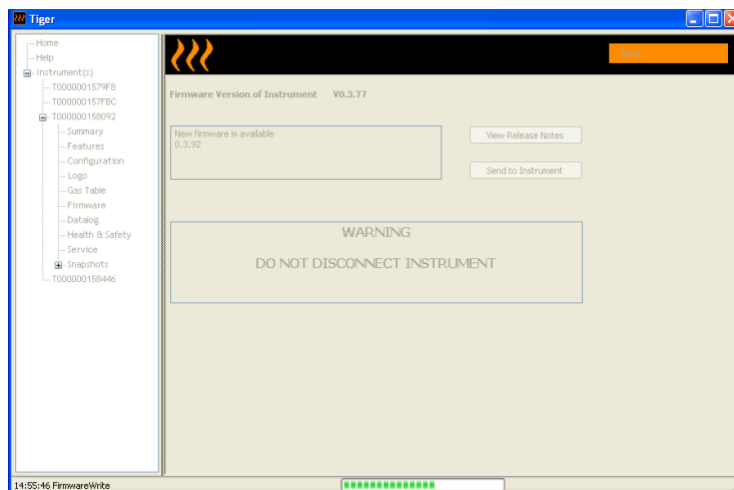 Tiger
Home
Help
Instrument(s)
T0000001579F8
T000000157FBC
T000000158092
Summary
Features
Configuration
Logo
Gas Table
Firmware
Datalog
Health & Safety
Service
Snapshots
T000000158446
Firmware Version of Instrument V0.3.77
New firmware is available
0.3.92
View Release Notes
Send to Instrument
WARNING
DO NOT DISCONNECT INSTRUMENT
14:55:46 FirmwareWrite